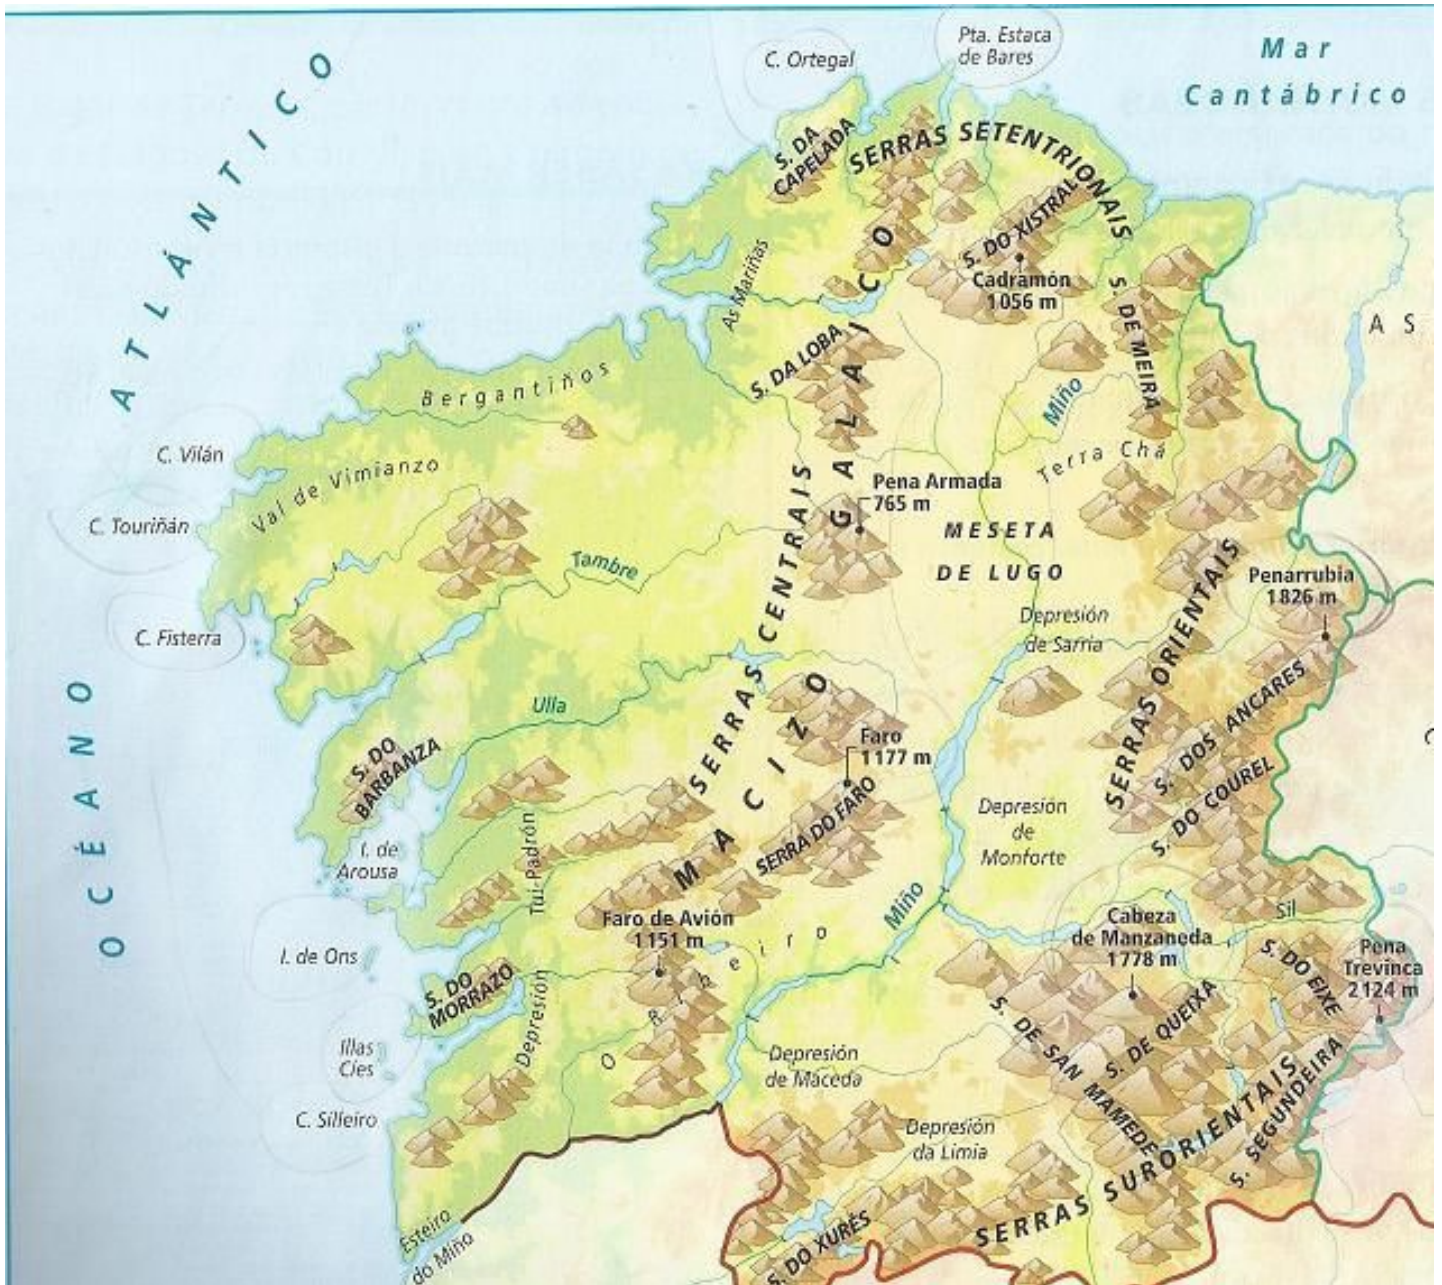 Mar
Cantábrico
OCÉANO
ATLÁNTICO
C. Ortegal
Pta. Estaca
de Bares
S. DA
CAPELADA
SERRAS SETENTRIONAIS
S. DO XISTRAL
Cadramón
1056 m
S. DE MEIRA
As Mariñas
S. DA LOBA
A S
Bergantiños
C. Vilán
Val de Vimianzo
C. Touriñán
C. Fisterra
Miño
Terra Chá
Pena Armada
765 m
MESETA
DE LUGO
MACIZO GALAICO
SERRAS CENTRAIS
Tambre
Depresión
de Sarria
SERRAS ORIENTAIS
Penarrubia
1826 m
S. DOS ANCARES
S. DO COUREL
Ulla
Faro
1177 m
SERRA DO FARO
Depresión
de
Monforte
S. DO
BARBANZA
I. de
Arousa
Depresión Tui-Padrón
Faro de Avión
1151 m
O Ribeiro
Miño
Sil
Cabeza
de Manzaneda
1778 m
S. DO EIXE
Pena
Trevinca
2124 m
I. de Ons
S. DO
MORRAZO
Illas
Cíes
C. Silleiro
Depresión
de Maceda
S. DE SAN MAMEDE
S. DE QUEIXA
S. SEGUNDEIRA
Depresión
da Limia
SERRAS SURORIENTAIS
S. DO XURÉS
Esteiro
do Miño